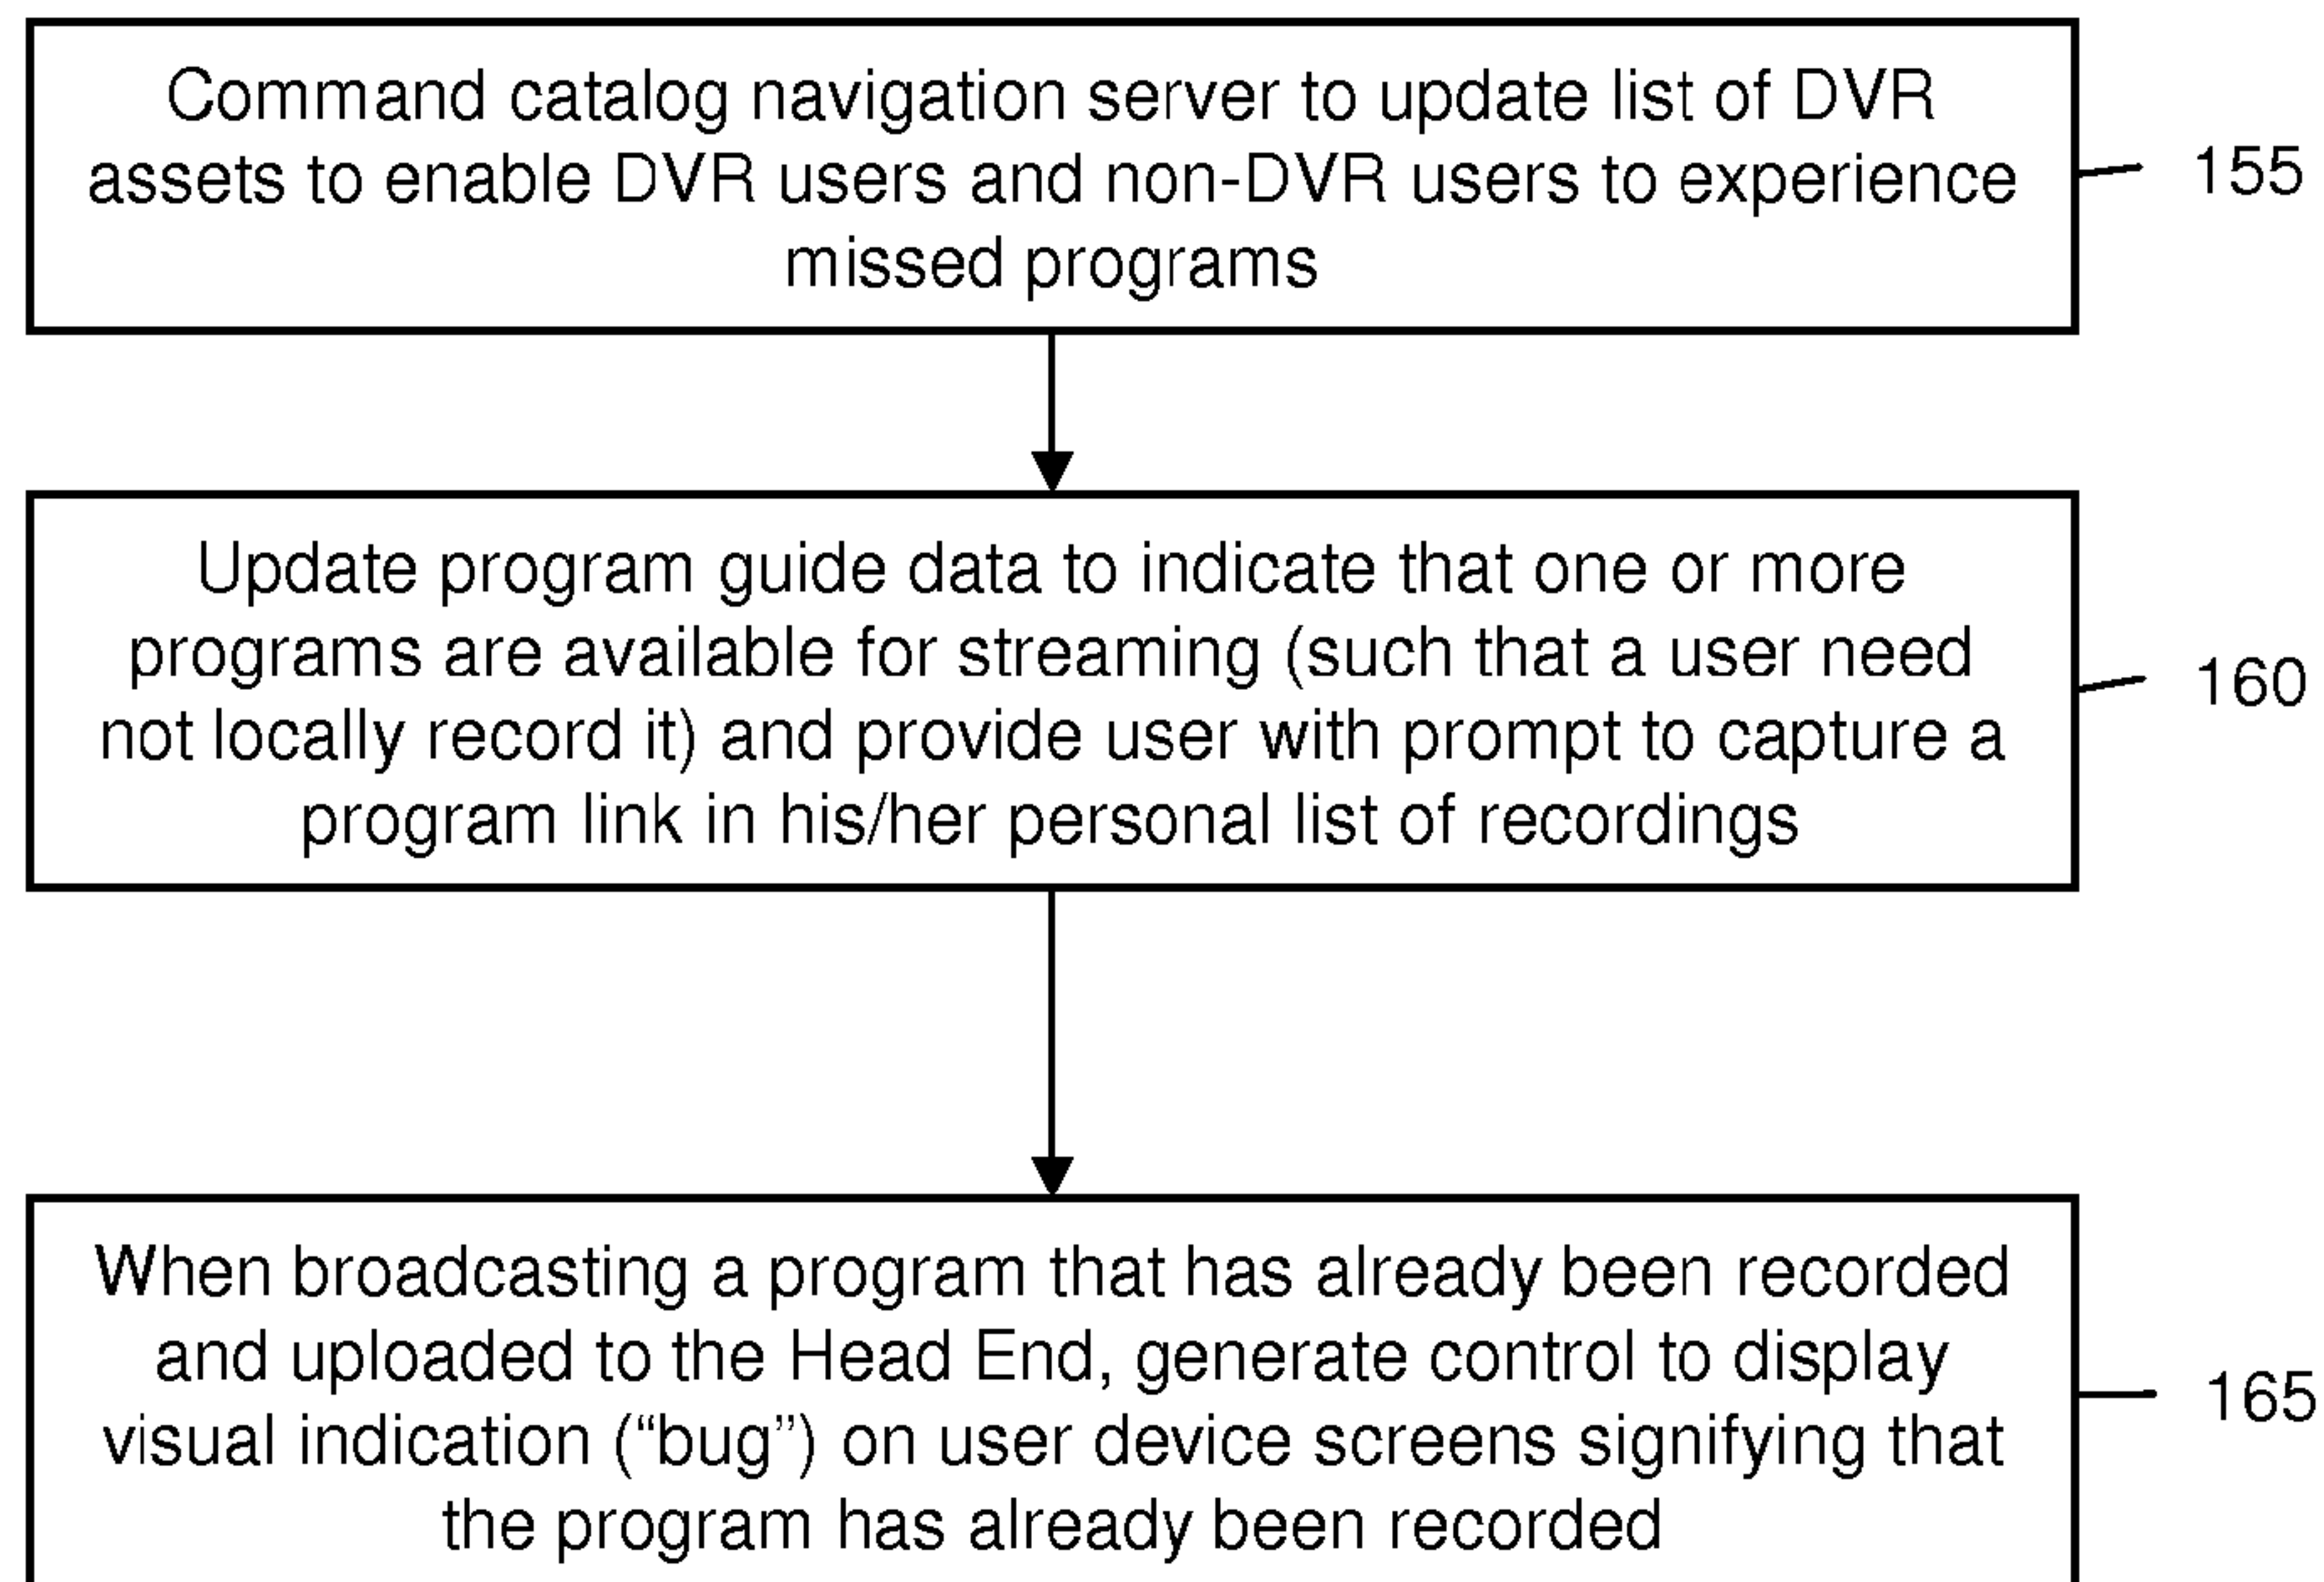 Command catalog navigation server to update list of DVR
assets to enable DVR users and non-DVR users to experience
missed programs
155
Update program guide data to indicate that one or more
programs are available for streaming (such that a user need
not locally record it) and provide user with prompt to capture a
program link in his/her personal list of recordings
160
When broadcasting a program that has already been recorded
and uploaded to the Head End, generate control to display
visual indication (“bug”) on user device screens signifying that
the program has already been recorded
165